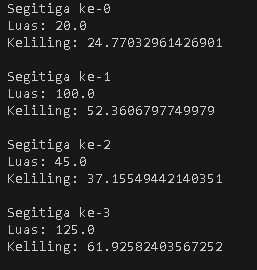 Segitiga ke-0
Luas: 20.0
Keliling: 24.77032961426901
Segitiga ke-1
Luas: 100.0
Keliling: 52.3606797749979
Segitiga ke-2
Luas: 45.0
Keliling: 37.15549442140351
Segitiga ke-3
Luas: 125.0
Keliling: 61.92582403567252